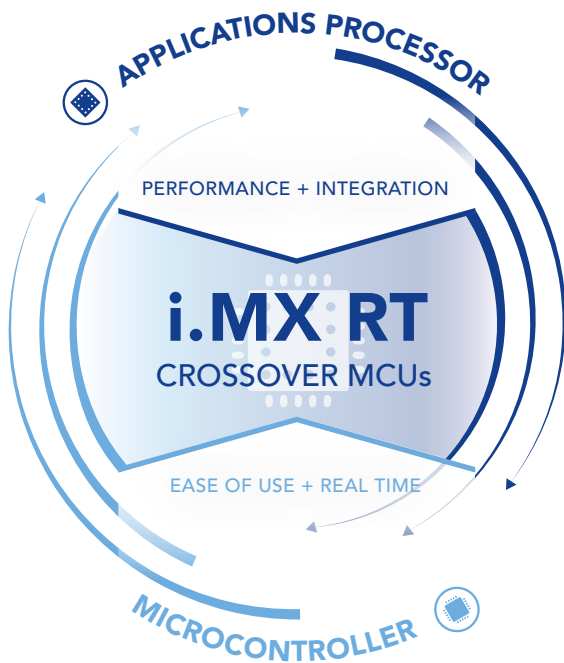 APPLICATIONS PROCESSOR
PERFORMANCE + INTEGRATION
i.MX RT
CROSSOVER MCUs
EASE OF USE + REAL TIME
MICROCONTROLLER